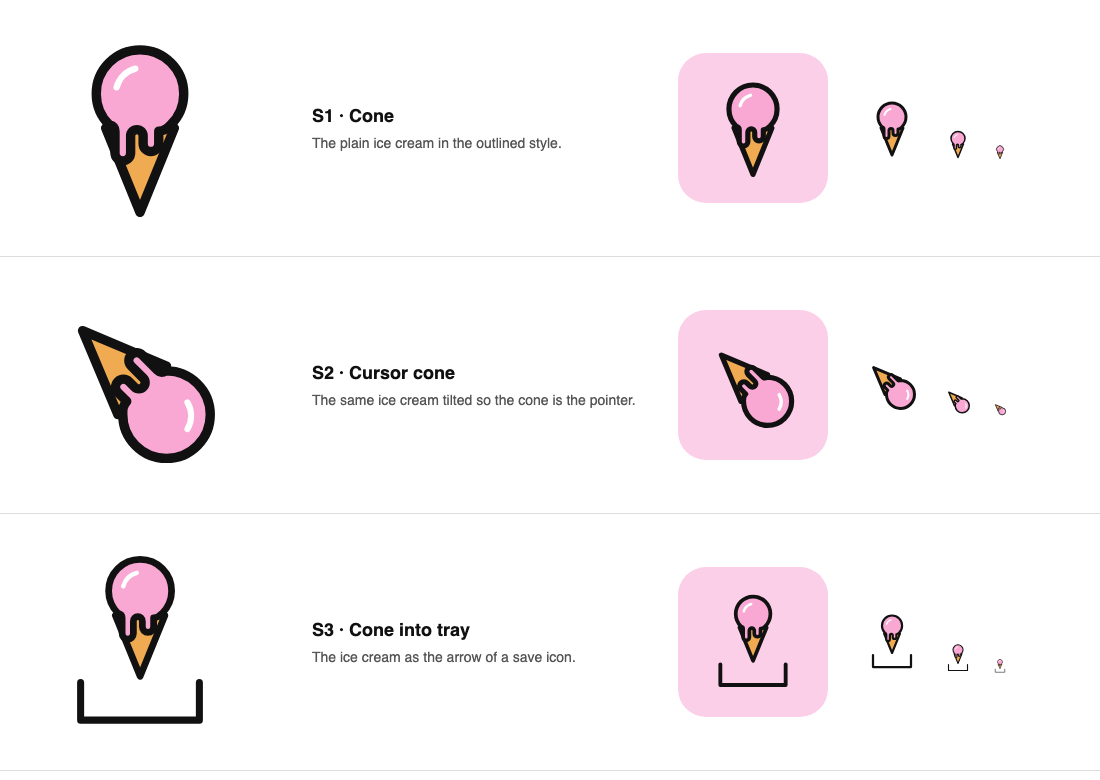 S1 · Cone
The plain ice cream in the outlined style.
S2 · Cursor cone
The same ice cream tilted so the cone is the pointer.
S3 · Cone into tray
The ice cream as the arrow of a save icon.